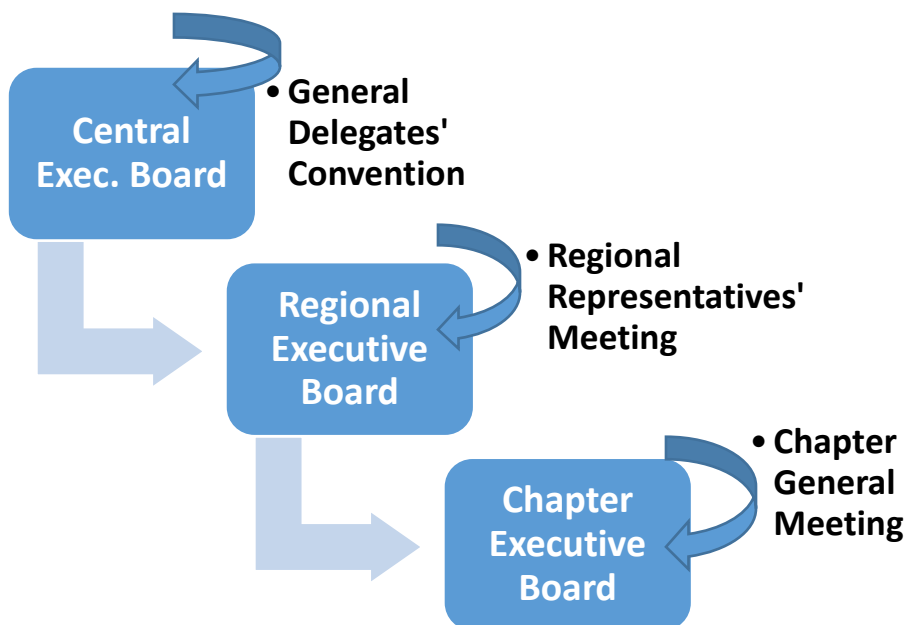 Central
Exec. Board
• General
Delegates'
Convention
Regional
Executive
Board
• Regional
Representatives'
Meeting
Chapter
Executive
Board
• Chapter
General
Meeting